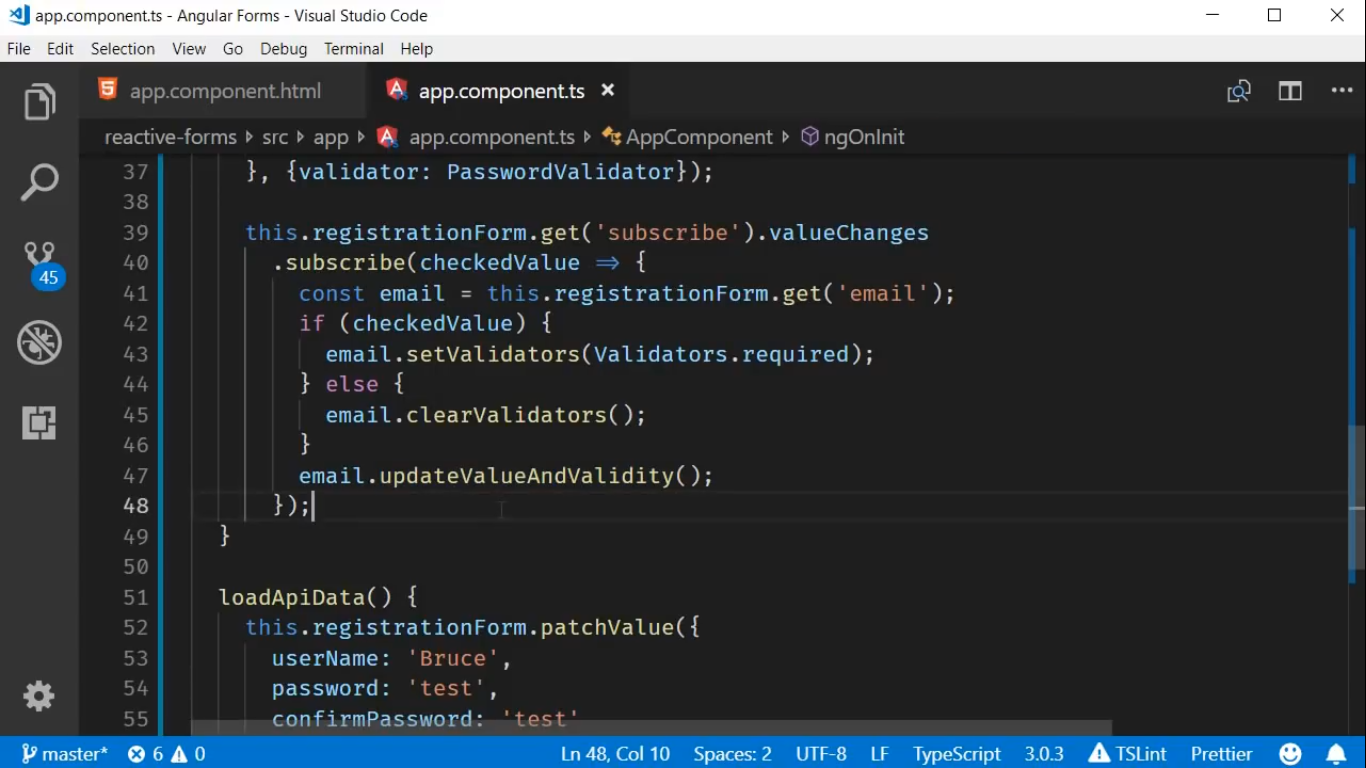 app.component.ts - Angular Forms - Visual Studio Code
File Edit Selection View Go Debug Terminal Help
app.component.html app.component.ts
reactive-forms src app app.component.ts AppComponent ngOnInit
37 }, {validator: PasswordValidator});
38
39 this.registrationForm.get('subscribe').valueChanges
40 .subscribe(checkedValue => {
41 const email = this.registrationForm.get('email');
42 if (checkedValue) {
43 email.setValidators(Validators.required);
44 } else {
45 email.clearValidators();
46 }
47 email.updateValueAndValidity();
48 });
49 }
50
51 loadApiData() {
52 this.registrationForm.patchValue({
53 userName: 'Bruce',
54 password: 'test',
55 confirmPassword: 'test'
45
master* 6 0 Ln 48, Col 10 Spaces: 2 UTF-8 LF TypeScript 3.0.3 TSLint Prettier